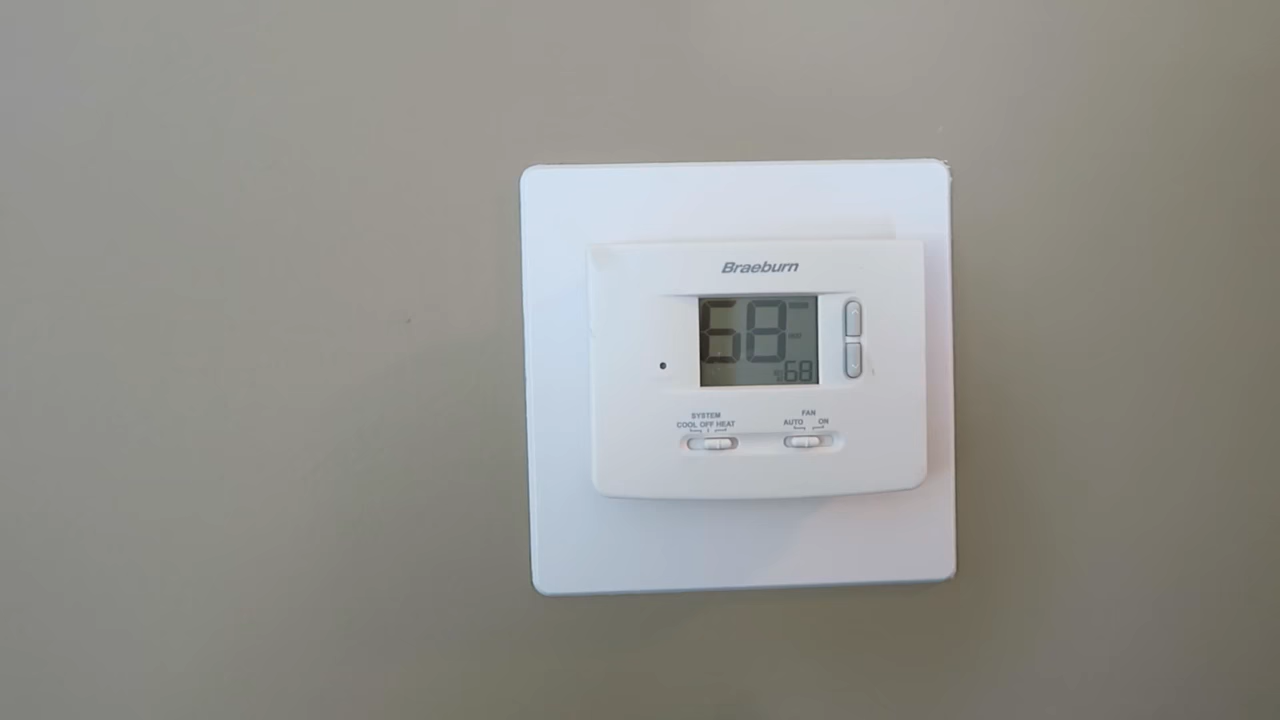 Braeburn
68
68
SYSTEM
COOL OFF HEAT
FAN
AUTO ON